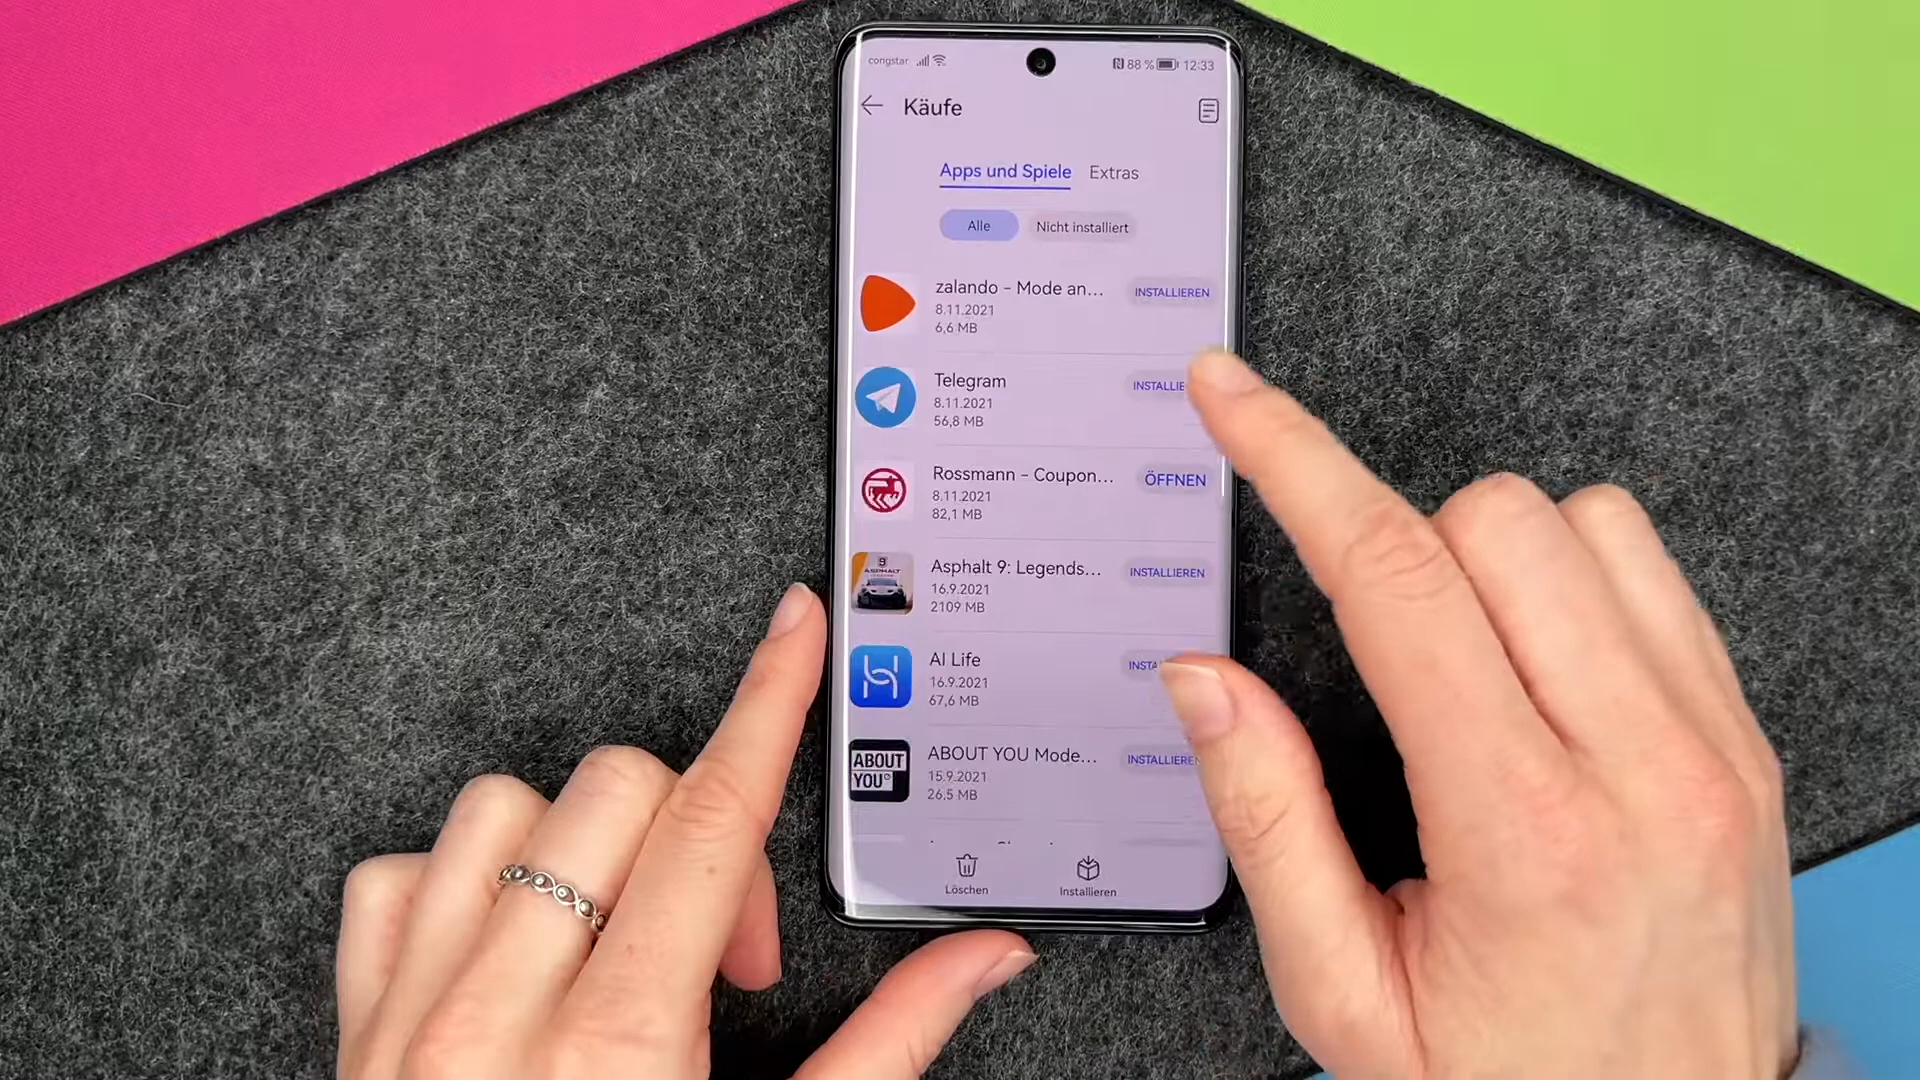 congstar
88 % 12:33
Käufe
Apps und Spiele Extras
Alle Nicht installiert
zalando - Mode an...
8.11.2021
6,6 MB
INSTALLIEREN
Telegram
8.11.2021
56,8 MB
INSTALLIE
Rossmann - Coupon...
8.11.2021
82,1 MB
ÖFFNEN
9
ASPHALT
Asphalt 9: Legends...
16.9.2021
2109 MB
INSTALLIEREN
AI Life
16.9.2021
67,6 MB
INSTA
ABOUT
YOU
ABOUT YOU Mode...
15.9.2021
26,5 MB
INSTALLIEREN
Löschen Installieren